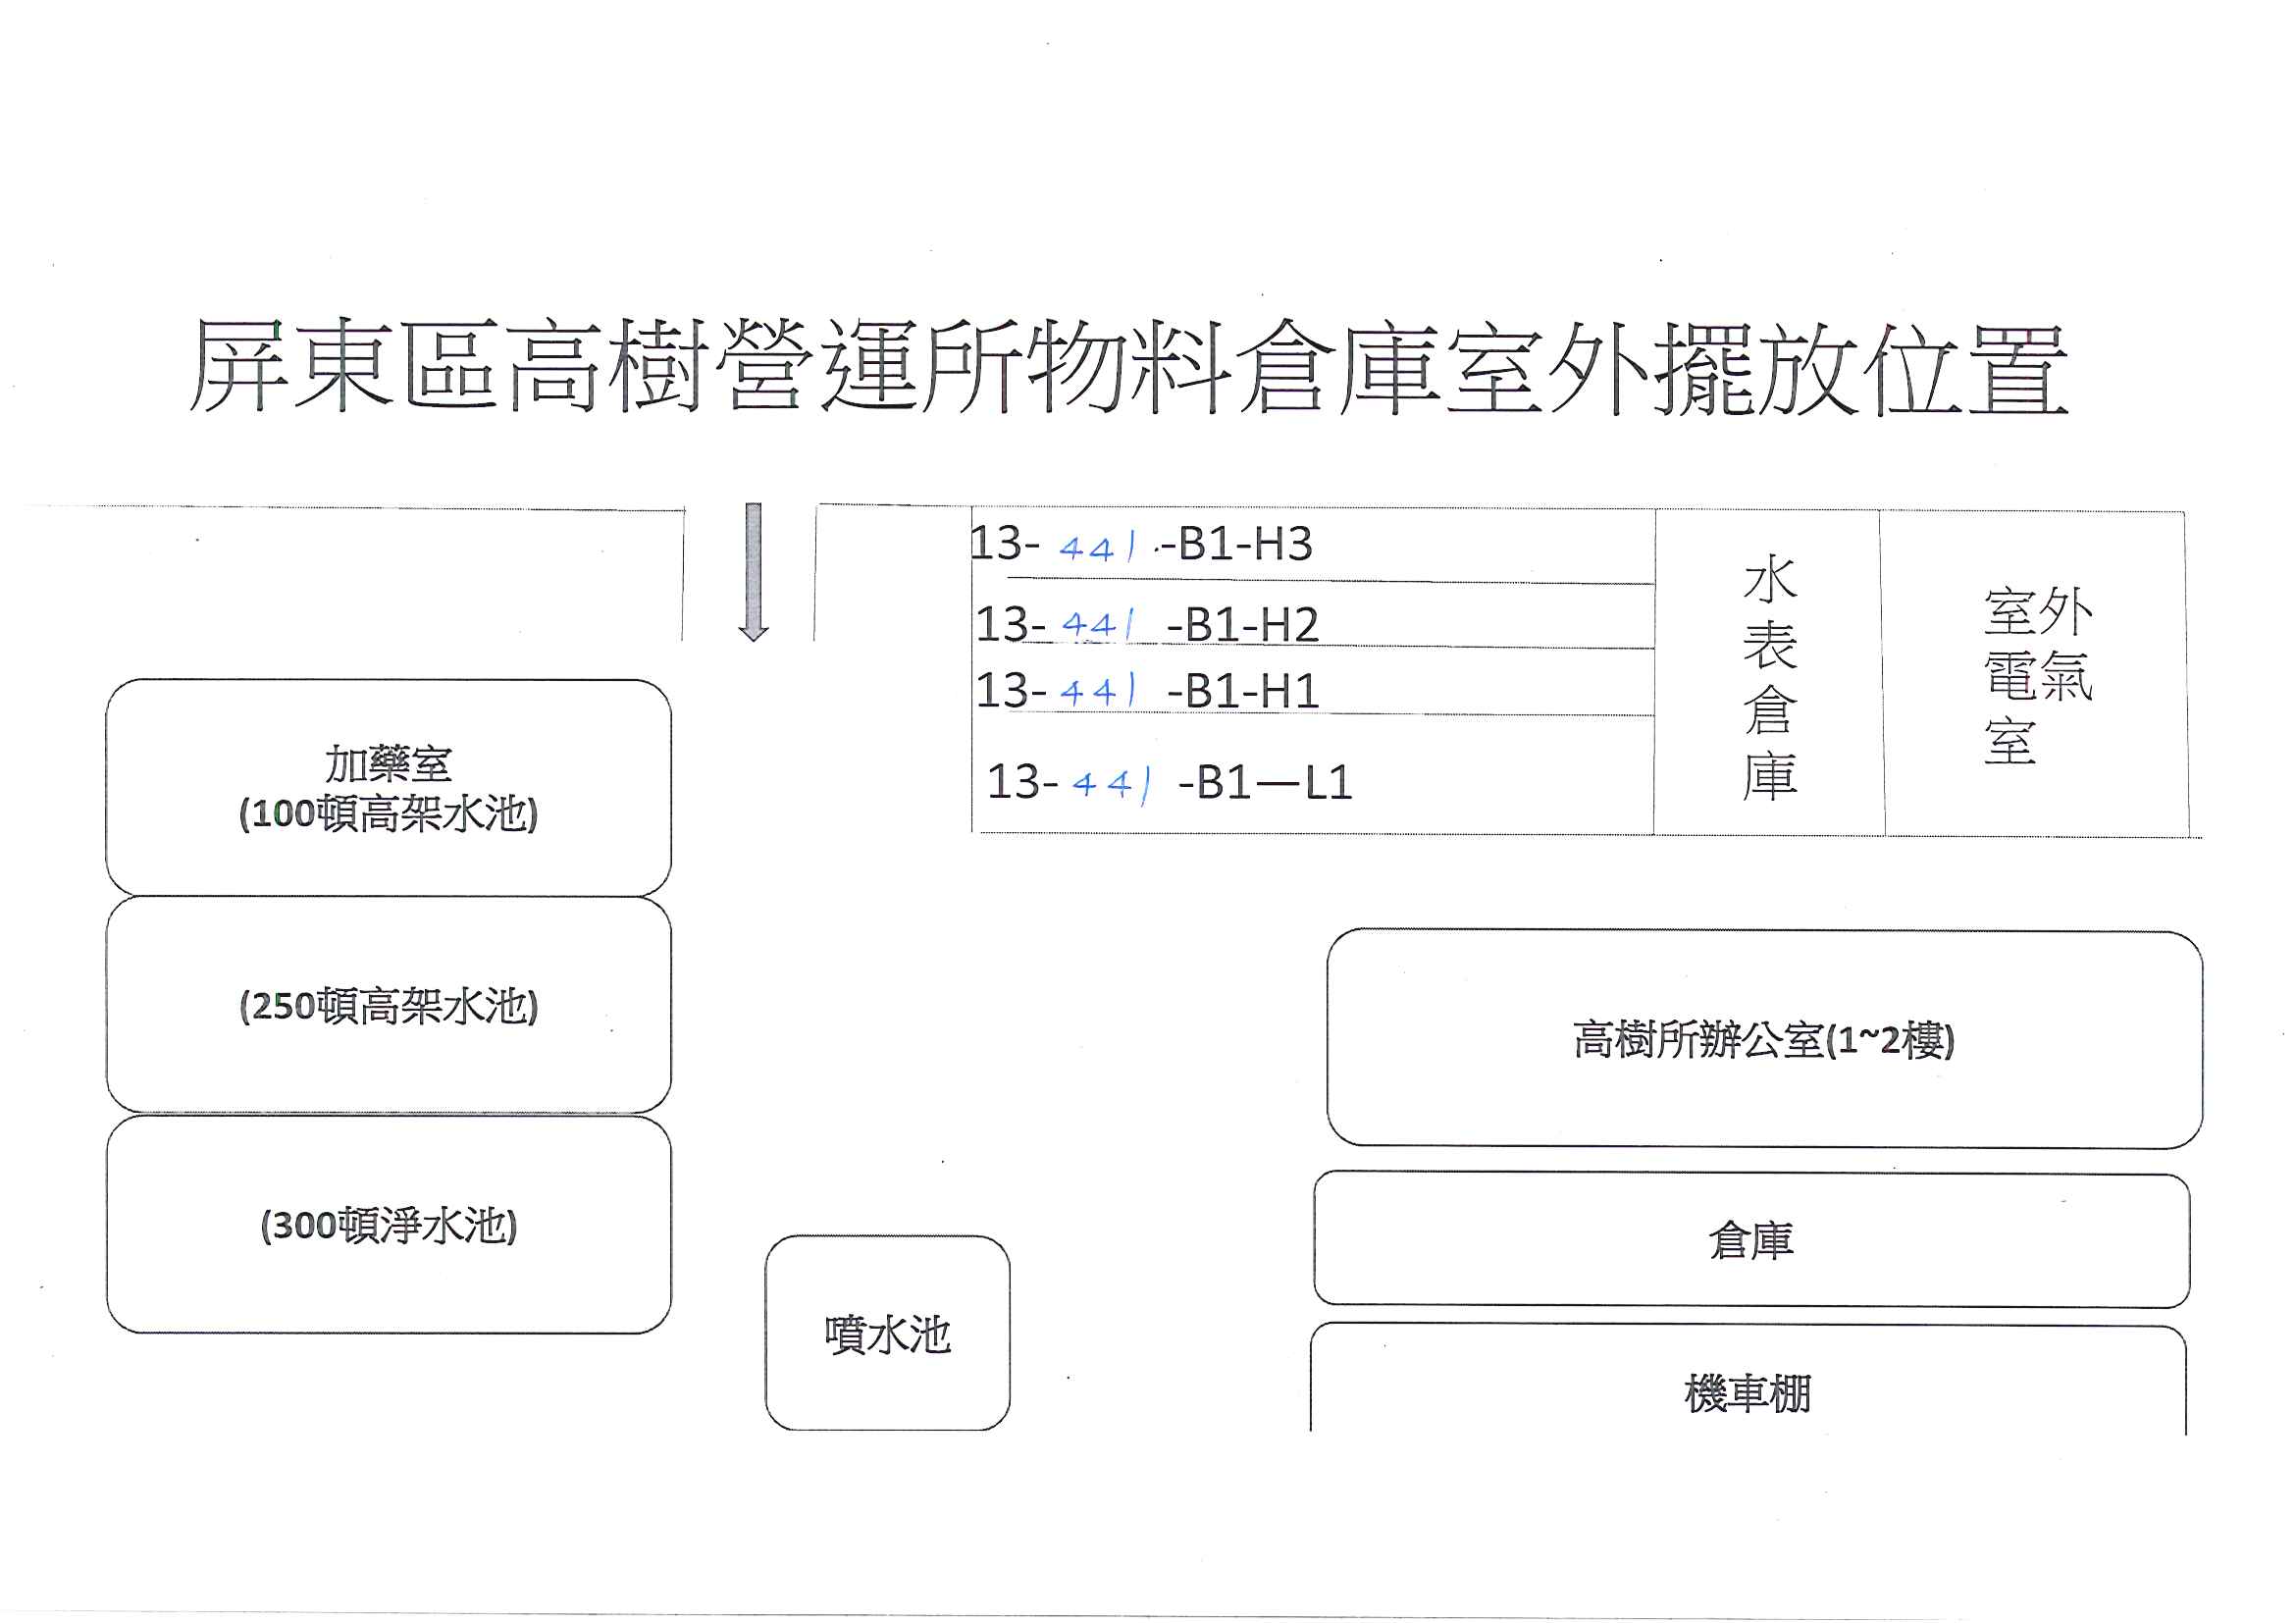 屏東區高樹營運所物料倉庫室外擺放位置
13- 441 -B1-H3
13- 441 -B1-H2
13- 441 -B1-H1
13- 441 -B1—L1
水表倉庫
室外
電氣
室
加藥室
(100頓高架水池)
(250頓高架水池)
(300頓淨水池)
噴水池
高樹所辦公室(1~2樓)
倉庫
機車棚